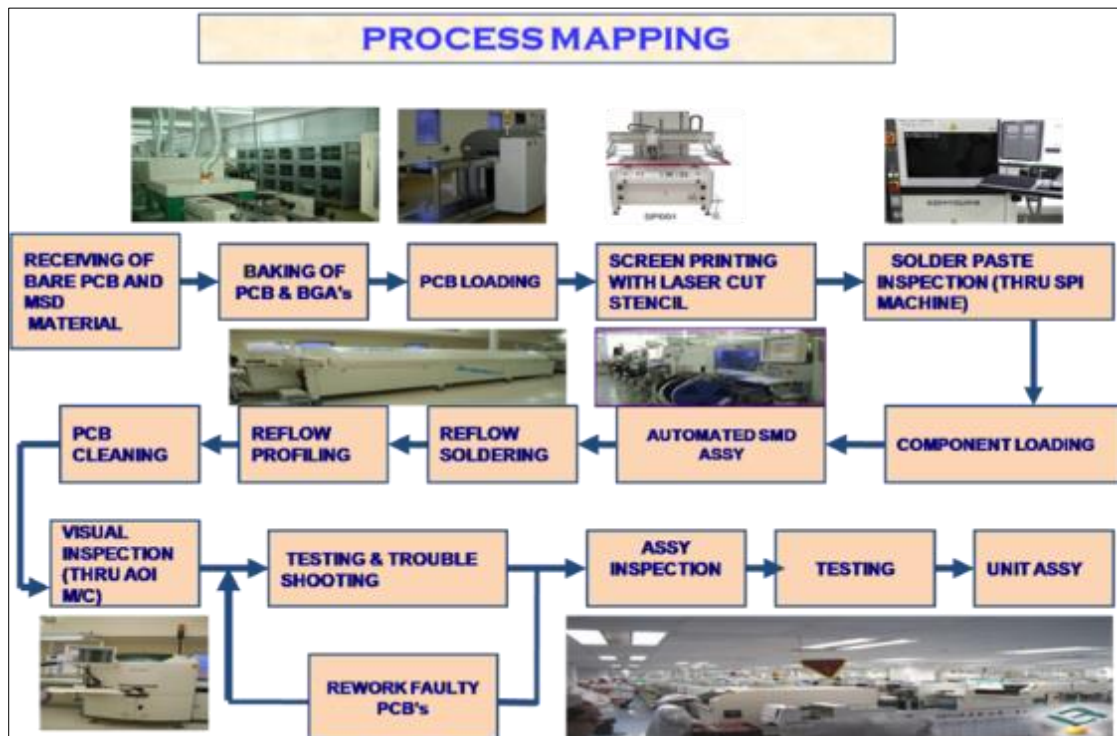 PROCESS MAPPING
SP001
RECEIVING OF
BARE PCB AND
MSD
MATERIAL
BAKING OF
PCB & BGA's
PCB LOADING
SCREEN PRINTING
WITH LASER CUT
STENCIL
SOLDER PASTE
INSPECTION (THRU SPI
MACHINE)
PCB
CLEANING
REFLOW
PROFILING
REFLOW
SOLDERING
AUTOMATED SMD
ASSY
COMPONENT LOADING
VISUAL
INSPECTION
(THRU AOI
M/C)
TESTING & TROUBLE
SHOOTING
ASSY
INSPECTION
TESTING
UNIT ASSY
REWORK FAULTY
PCB's